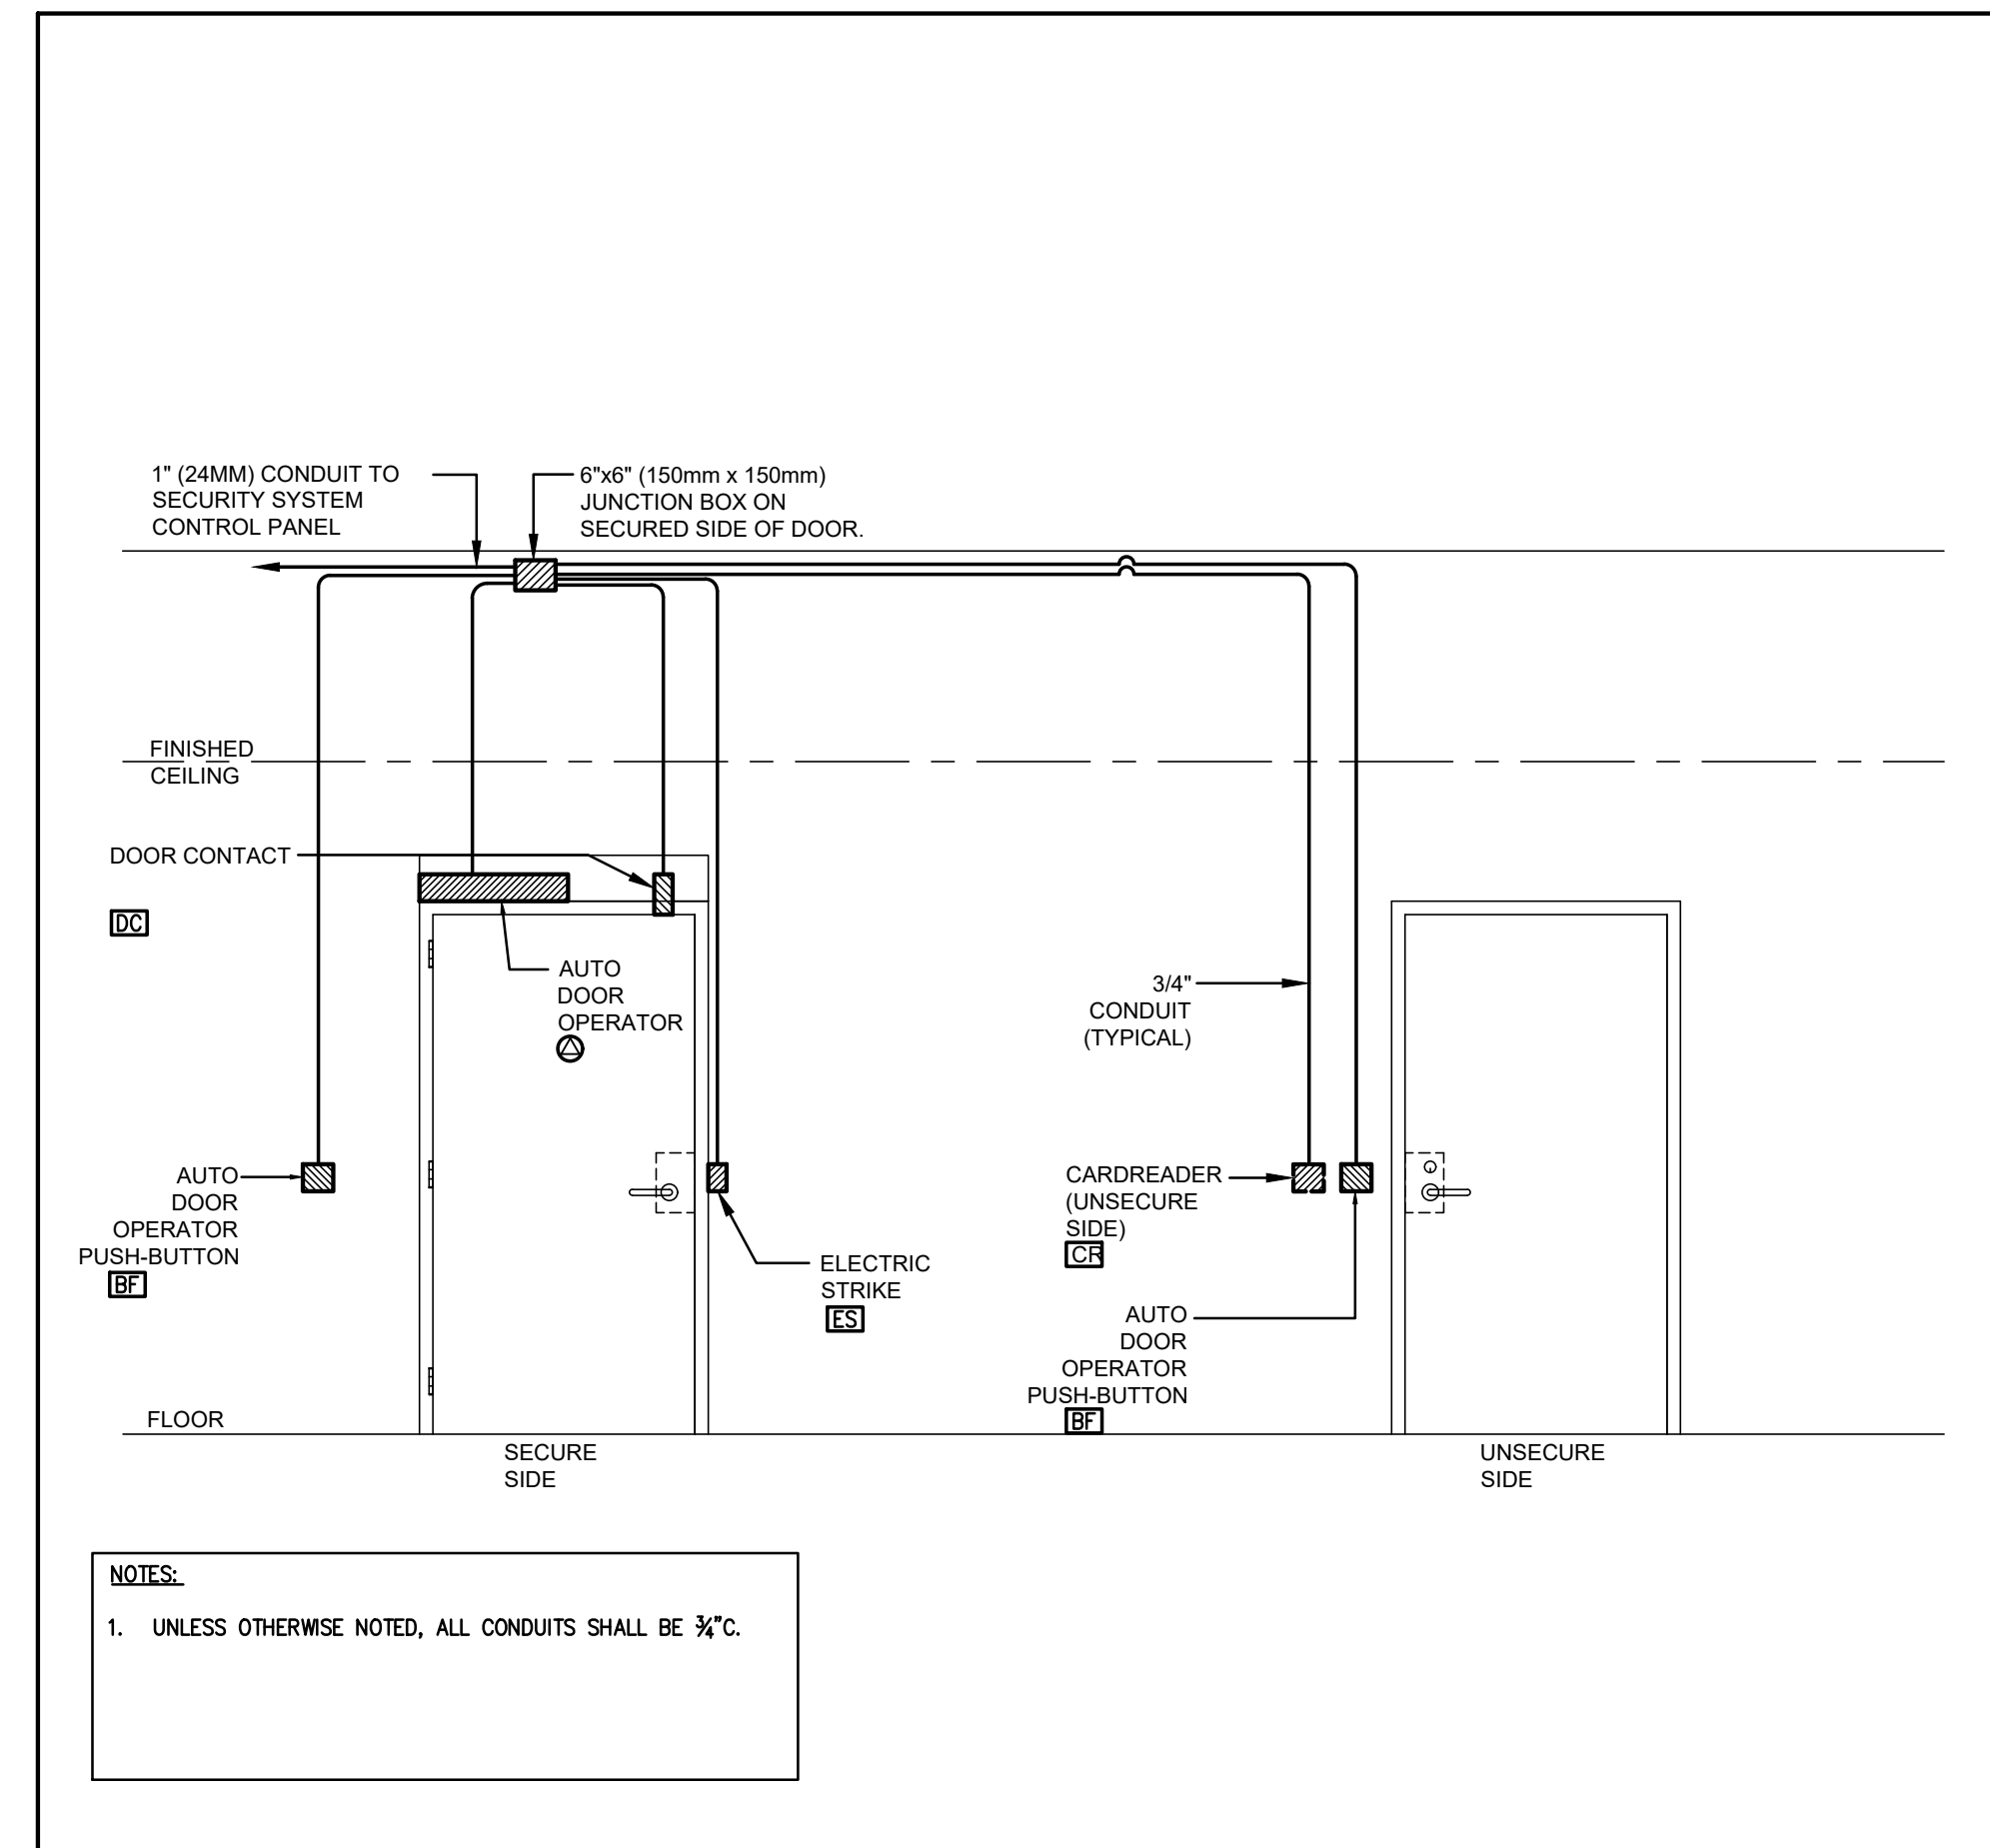 1" (24MM) CONDUIT TO
SECURITY SYSTEM
CONTROL PANEL
6"x6" (150mm x 150mm)
JUNCTION BOX ON
SECURED SIDE OF DOOR.
FINISHED
CEILING
DOOR CONTACT
DC
AUTO
DOOR
OPERATOR
3/4"
CONDUIT
(TYPICAL)
AUTO
DOOR
OPERATOR
PUSH-BUTTON
BF
ELECTRIC
STRIKE
ES
CARDREADER
(UNSECURE
SIDE)
CR
AUTO
DOOR
OPERATOR
PUSH-BUTTON
BF
FLOOR
SECURE
SIDE
UNSECURE
SIDE
NOTES:
1. UNLESS OTHERWISE NOTED, ALL CONDUITS SHALL BE ¾"C.